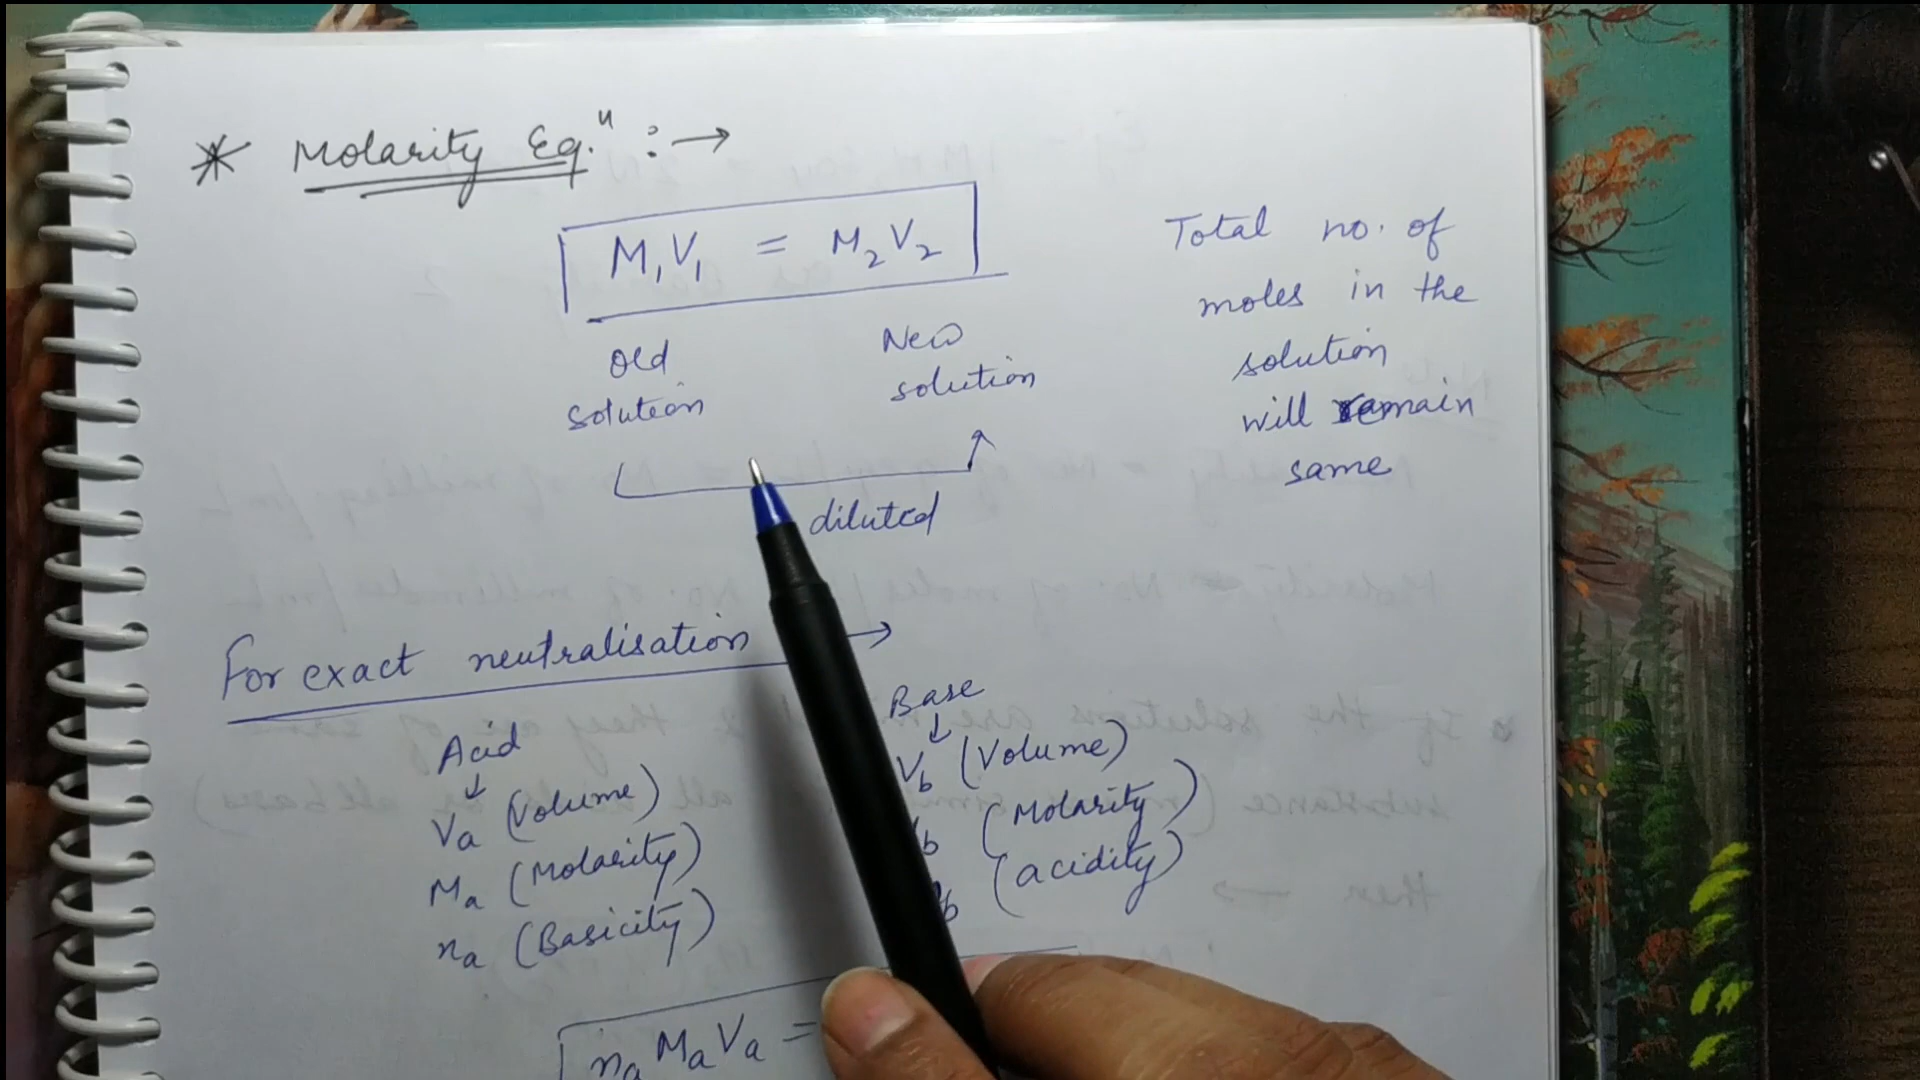 * Molarity Eq.ⁿ :→
M₁V₁ = M₂V₂
Old
solution
New
solution
diluted
Total no. of
moles in the
solution
will remain
same
For exact neutralisation →
Acid
↓
Va (Volume)
Ma (Molarity)
na (Basicity)
Base
↓
Vb (Volume)
b (Molarity)
b (acidity)
na Ma Va =